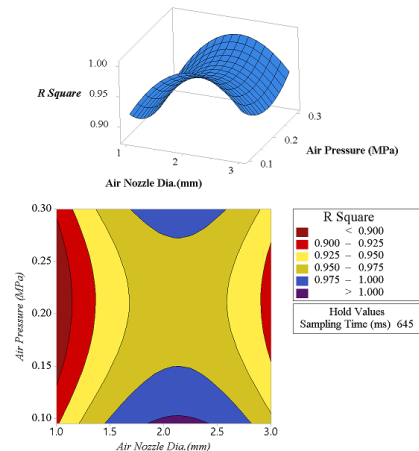 1.00
R Square
0.95
0.90
0.3
0.2
0.1
Air Pressure (MPa)
1
2
3
Air Nozzle Dia.(mm)
0.30
0.25
0.20
0.15
0.10
Air Pressure (MPa)
1.0
1.5
2.0
2.5
3.0
Air Nozzle Dia.(mm)
R Square
< 0.900
0.900 – 0.925
0.925 – 0.950
0.950 – 0.975
0.975 – 1.000
> 1.000
Hold Values
Sampling Time (ms) 645